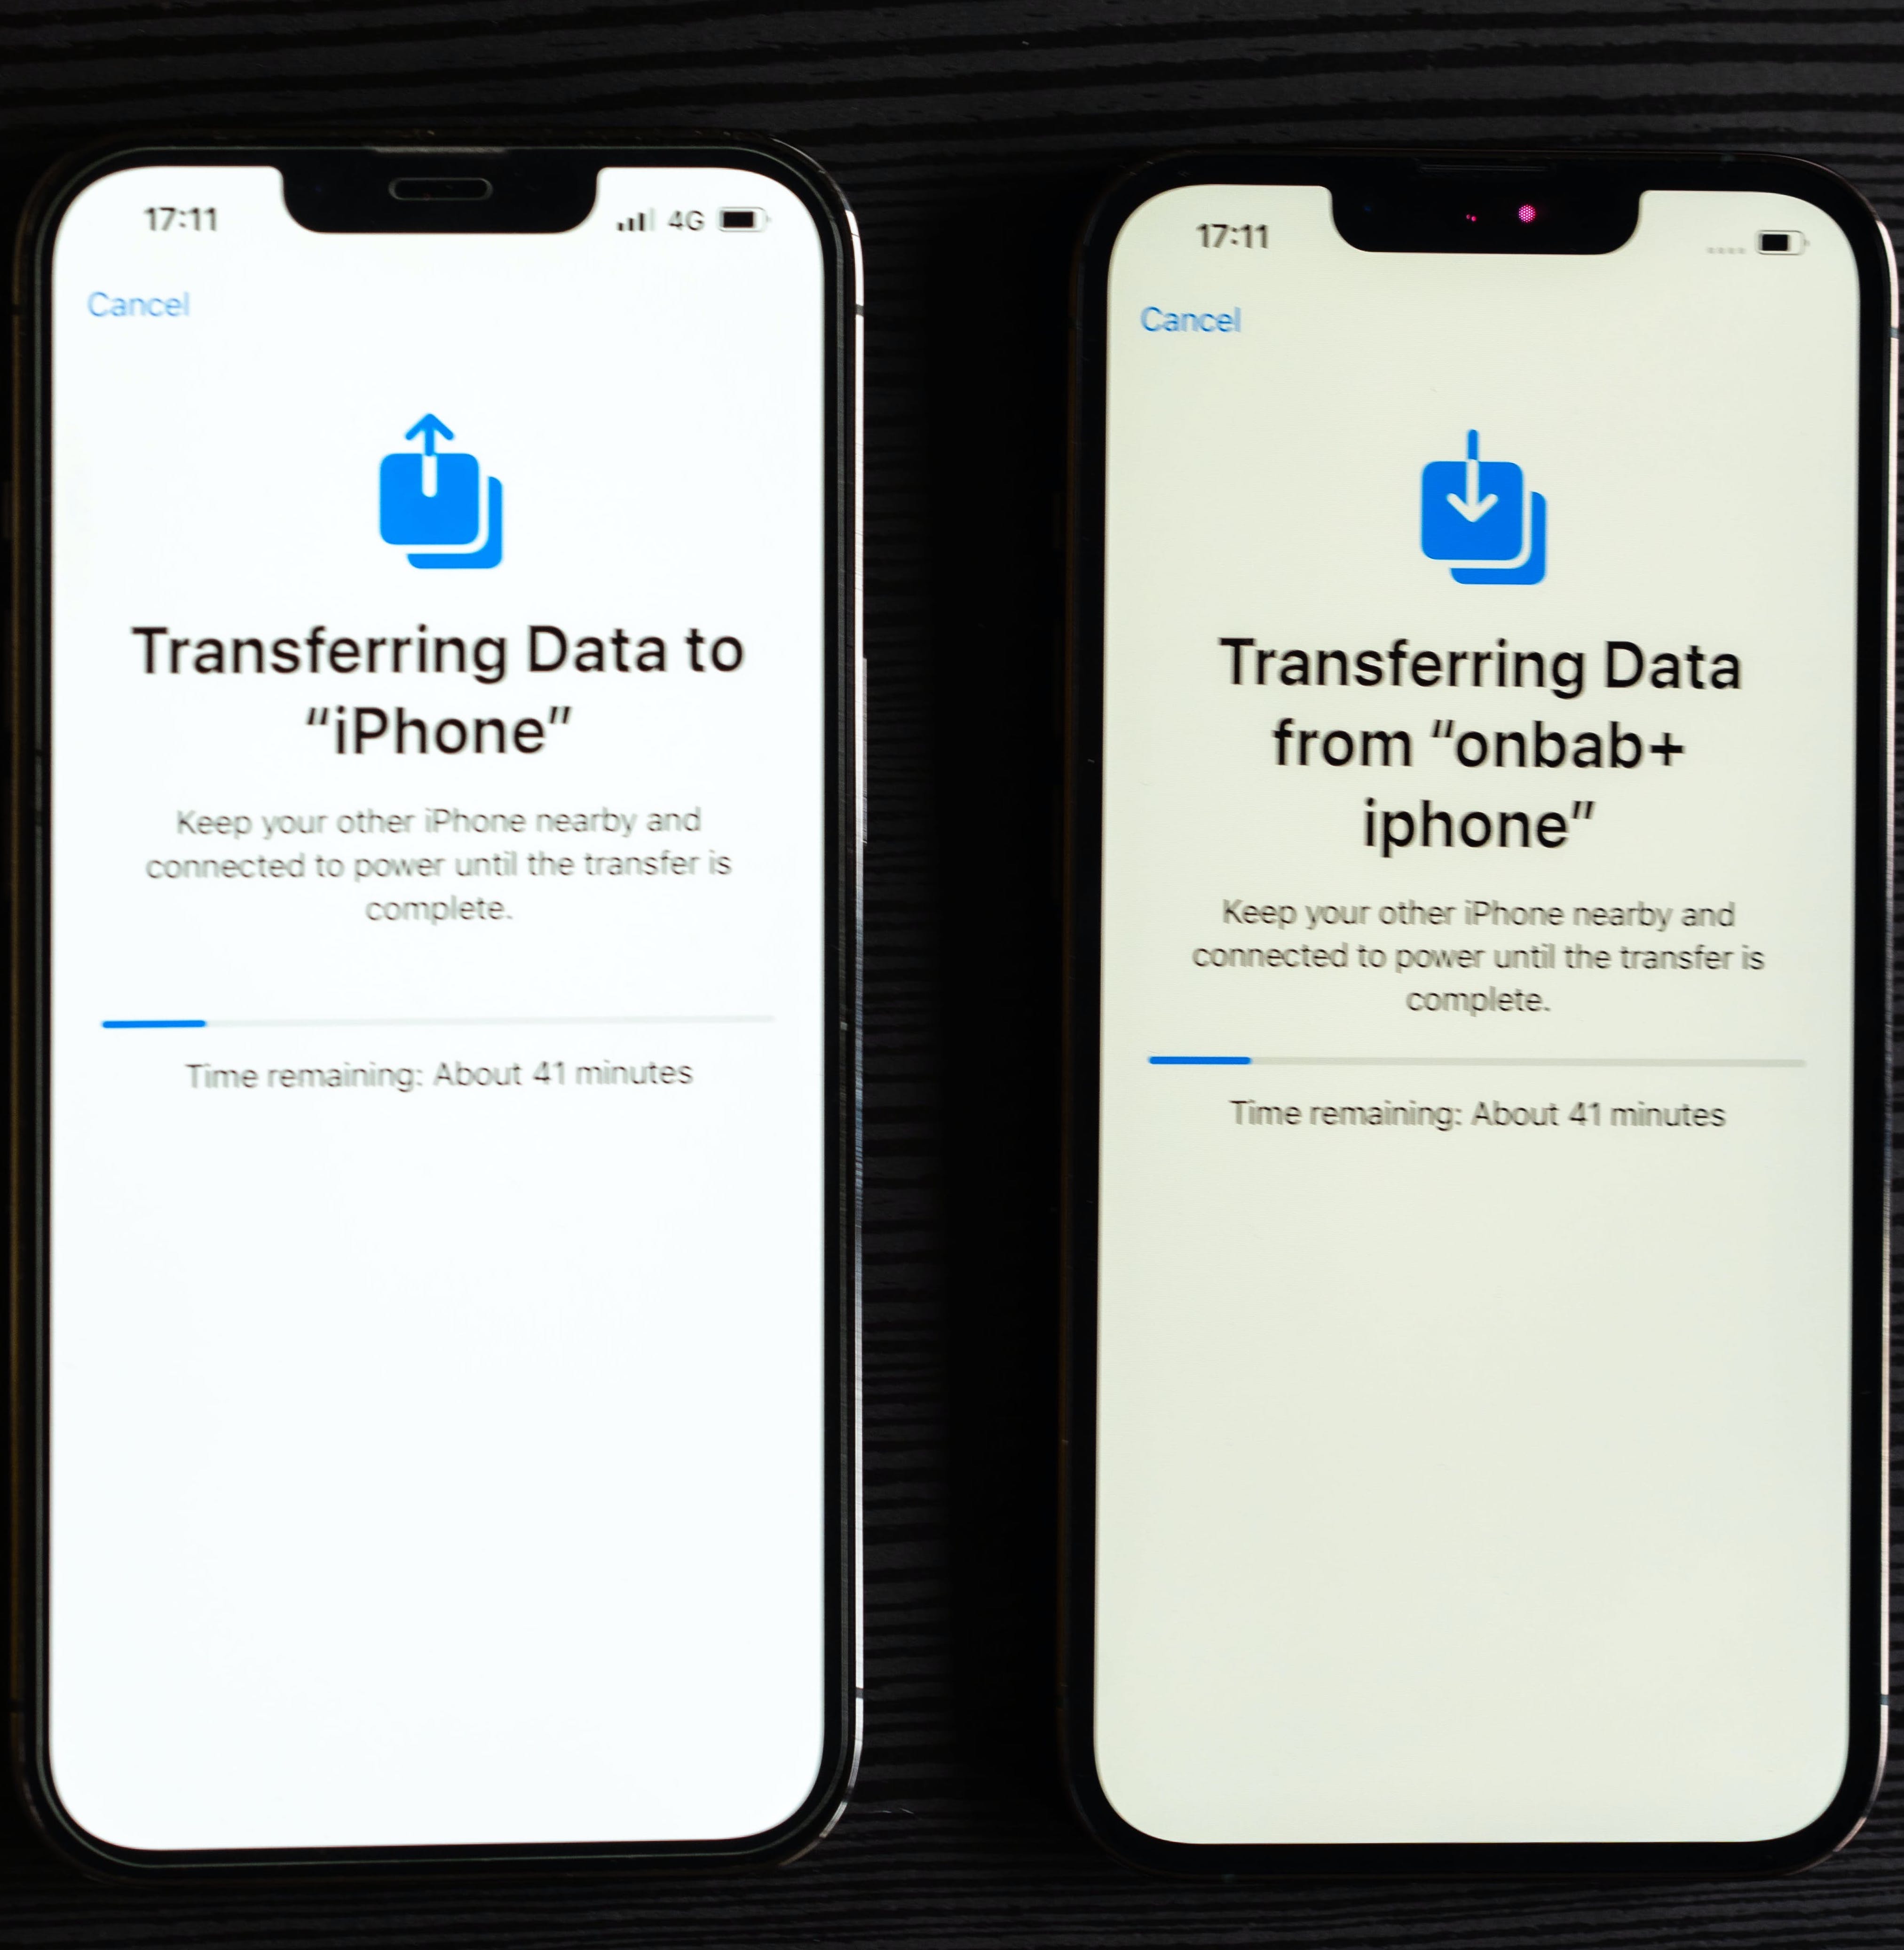 17:11
4G
Cancel
Transferring Data to
“iPhone”
Keep your other iPhone nearby and
connected to power until the transfer is
complete.
Time remaining: About 41 minutes
17:11
Cancel
Transferring Data
from “onbab+
iphone”
Keep your other iPhone nearby and
connected to power until the transfer is
complete.
Time remaining: About 41 minutes